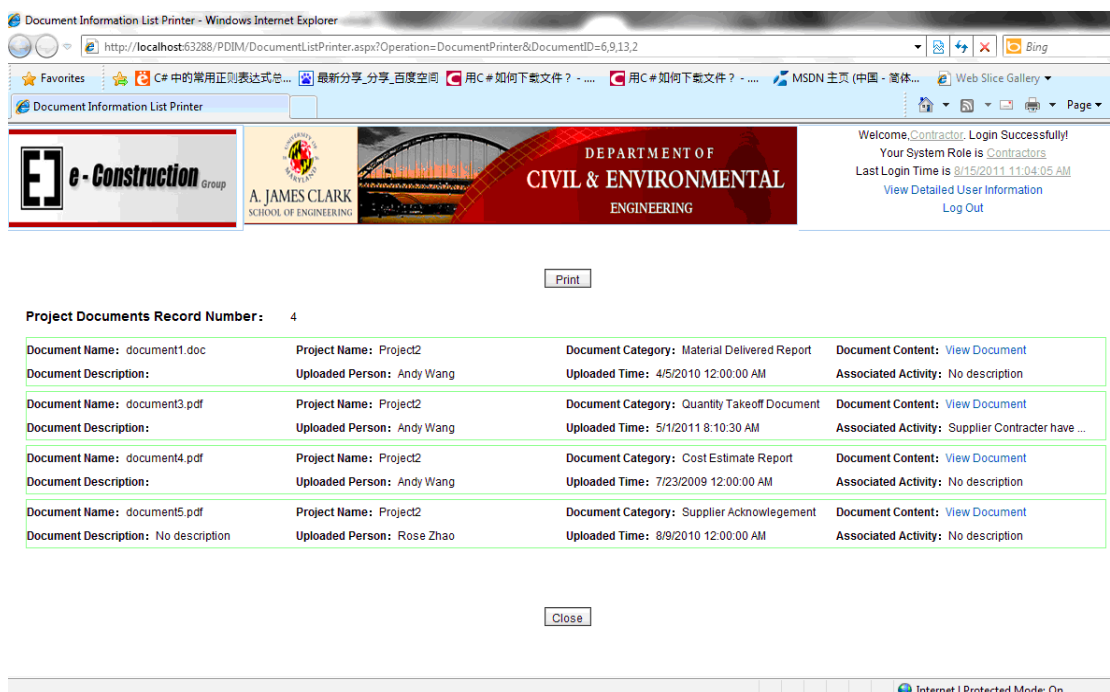 Document Information List Printer - Windows Internet Explorer
http://localhost:63288/PDIM/DocumentListPrinter.aspx?Operation=DocumentPrinter&DocumentID=6,9,13,2
Bing
Favorites C# 中的常用正则表达式总... 最新分享_分享_百度空间 用C#如何下载文件？ - .... 用C#如何下载文件？ - .... MSDN 主页 (中国 - 简体... Web Slice Gallery
Document Information List Printer Page
e - Construction Group
UNIVERSITY OF MARYLAND
A. JAMES CLARK
SCHOOL OF ENGINEERING
DEPARTMENT OF
CIVIL & ENVIRONMENTAL
ENGINEERING
Welcome,Contractor. Login Successfully!
Your System Role is Contractors
Last Login Time is 8/15/2011 11:04:05 AM
View Detailed User Information
Log Out
Print
Project Documents Record Number： 4
Document Name： document1.doc Project Name： Project2 Document Category： Material Delivered Report Document Content： View Document
Document Description： Uploaded Person： Andy Wang Uploaded Time： 4/5/2010 12:00:00 AM Associated Activity： No description
Document Name： document3.pdf Project Name： Project2 Document Category： Quantity Takeoff Document Document Content： View Document
Document Description： Uploaded Person： Andy Wang Uploaded Time： 5/1/2011 8:10:30 AM Associated Activity： Supplier Contracter have ...
Document Name： document4.pdf Project Name： Project2 Document Category： Cost Estimate Report Document Content： View Document
Document Description： Uploaded Person： Andy Wang Uploaded Time： 7/23/2009 12:00:00 AM Associated Activity： No description
Document Name： document5.pdf Project Name： Project2 Document Category： Supplier Acknowlegement Document Content： View Document
Document Description： No description Uploaded Person： Rose Zhao Uploaded Time： 8/9/2010 12:00:00 AM Associated Activity： No description
Close
Internet | Protected Mode: On